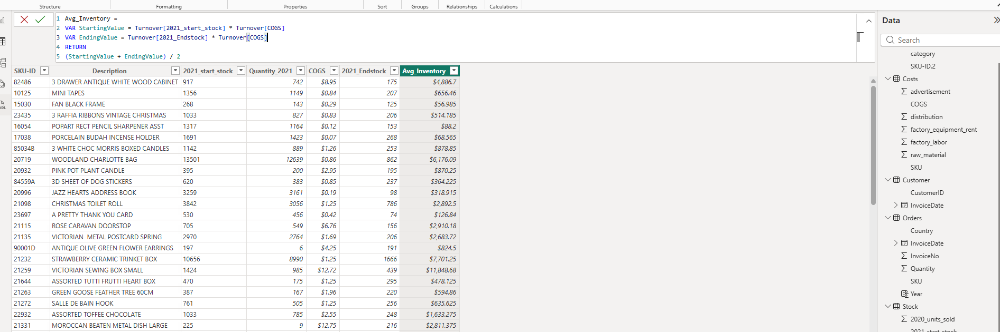 Structure Formatting Properties Sort Groups Relationships Calculations
1 Avg_Inventory =
2 VAR StartingValue = Turnover[2021_start_stock] * Turnover[COGS]
3 VAR EndingValue = Turnover[2021_Endstock] * Turnover[COGS]
4 RETURN
5 (StartingValue + EndingValue) / 2
SKU-ID Description 2021_start_stock Quantity_2021 COGS 2021_Endstock Avg_Inventory
82486 3 DRAWER ANTIQUE WHITE WOOD CABINET 917 742 $8.95 175 $4,886.7
10125 MINI TAPES 1356 1149 $0.84 207 $656.46
15030 FAN BLACK FRAME 268 143 $0.29 125 $56.985
23435 3 RAFFIA RIBBONS VINTAGE CHRISTMAS 1033 827 $0.83 206 $514.185
16054 POPART RECT PENCIL SHARPENER ASST 1317 1164 $0.12 153 $88.2
17038 PORCELAIN BUDAH INCENSE HOLDER 1691 1423 $0.07 268 $68.565
85034B 3 WHITE CHOC MORRIS BOXED CANDLES 1142 889 $1.26 253 $878.85
20719 WOODLAND CHARLOTTE BAG 13501 12639 $0.86 862 $6,176.09
20932 PINK POT PLANT CANDLE 395 200 $2.95 195 $870.25
84559A 3D SHEET OF DOG STICKERS 620 383 $0.85 237 $364.225
20996 JAZZ HEARTS ADDRESS BOOK 3259 3161 $0.19 98 $318.915
21098 CHRISTMAS TOILET ROLL 3842 3056 $1.25 786 $2,892.5
23697 A PRETTY THANK YOU CARD 530 456 $0.42 74 $126.84
21115 ROSE CARAVAN DOORSTOP 705 549 $6.76 156 $2,910.18
21135 VICTORIAN  METAL POSTCARD SPRING 2970 2764 $1.69 206 $2,683.72
90001D ANTIQUE OLIVE GREEN FLOWER EARRINGS 197 6 $4.25 191 $824.5
21232 STRAWBERRY CERAMIC TRINKET BOX 10656 8990 $1.25 1666 $7,701.25
21259 VICTORIAN SEWING BOX SMALL 1424 985 $12.72 439 $11,848.68
21644 ASSORTED TUTTI FRUTTI HEART BOX 470 175 $1.25 295 $478.125
21263 GREEN GOOSE FEATHER TREE 60CM 387 167 $1.96 220 $594.86
21272 SALLE DE BAIN HOOK 761 505 $1.25 256 $635.625
22932 ASSORTED TOFFEE CHOCOLATE 1033 785 $2.55 248 $1,633.275
21331 MOROCCAN BEATEN METAL DISH LARGE 225 9 $12.75 216 $2,811.375
Data
Search
category
SKU-ID.2
Costs
advertisement
COGS
distribution
factory_equipment_rent
factory_labor
raw_material
SKU
Customer
CustomerID
InvoiceDate
Orders
Country
InvoiceDate
InvoiceNo
Quantity
SKU
Year
Stock
2020_units_sold
2021_start_stock